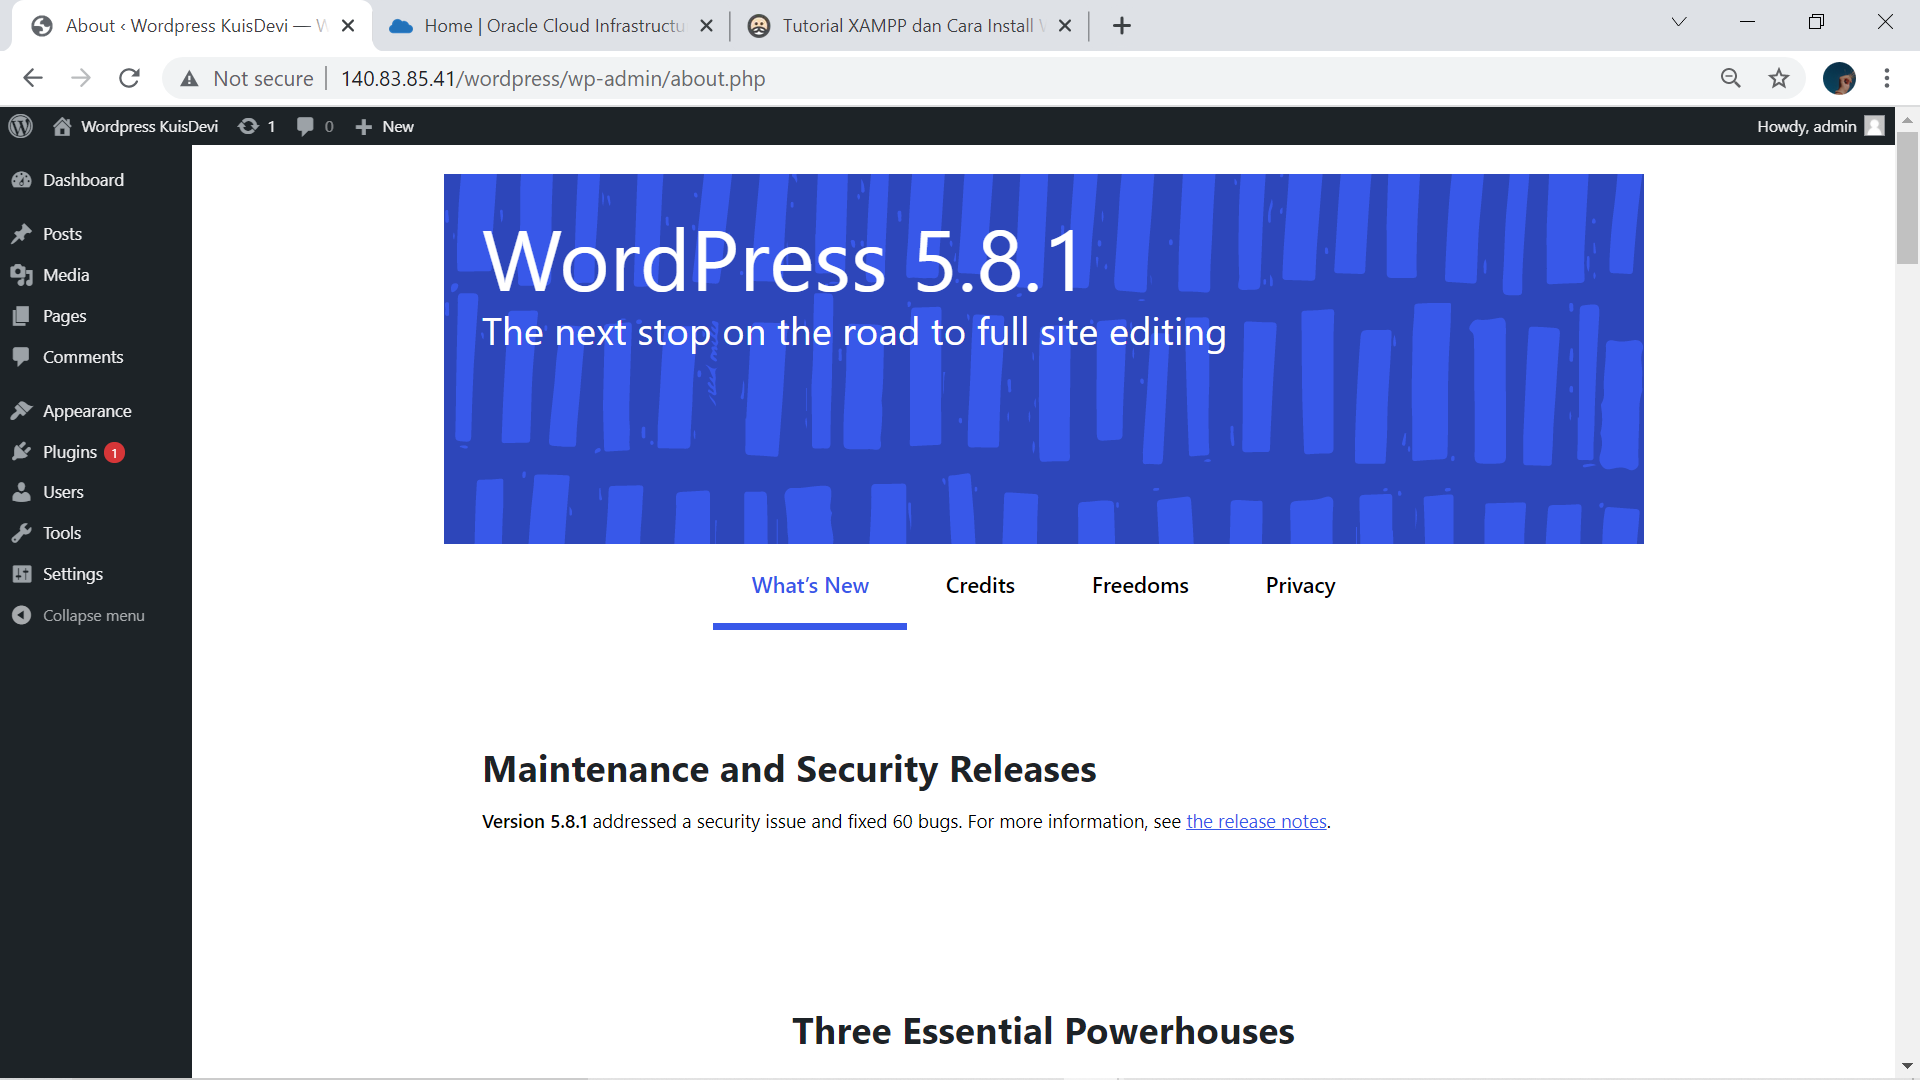 About ‹ Wordpress KuisDevi —
Home | Oracle Cloud Infrastructu
Tutorial XAMPP dan Cara Install
Not secure
140.83.85.41/wordpress/wp-admin/about.php
Wordpress KuisDevi
1
0
New
Howdy, admin
Dashboard
Posts
Media
Pages
Comments
Appearance
Plugins 1
Users
Tools
Settings
Collapse menu
WordPress 5.8.1
The next stop on the road to full site editing
What's New
Credits
Freedoms
Privacy
Maintenance and Security Releases
Version 5.8.1 addressed a security issue and fixed 60 bugs. For more information, see the release notes.
Three Essential Powerhouses